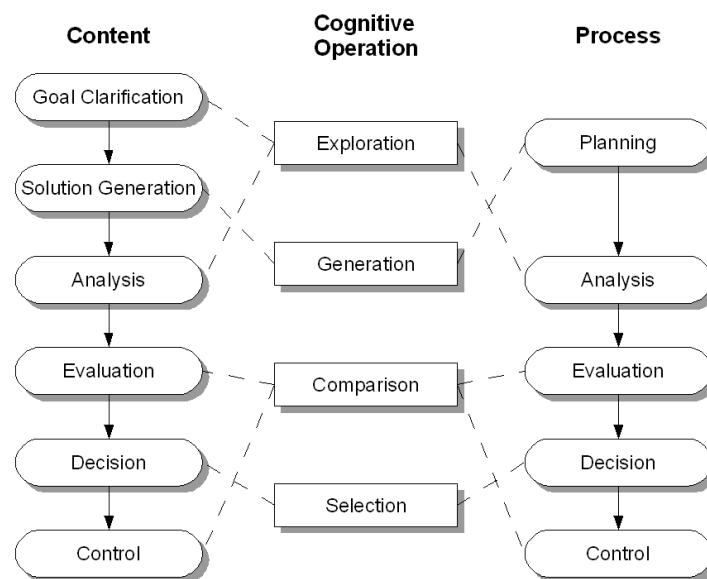 Content
Cognitive
Operation
Process
Goal Clarification
Solution Generation
Analysis
Evaluation
Decision
Control
Exploration
Generation
Comparison
Selection
Planning
Analysis
Evaluation
Decision
Control